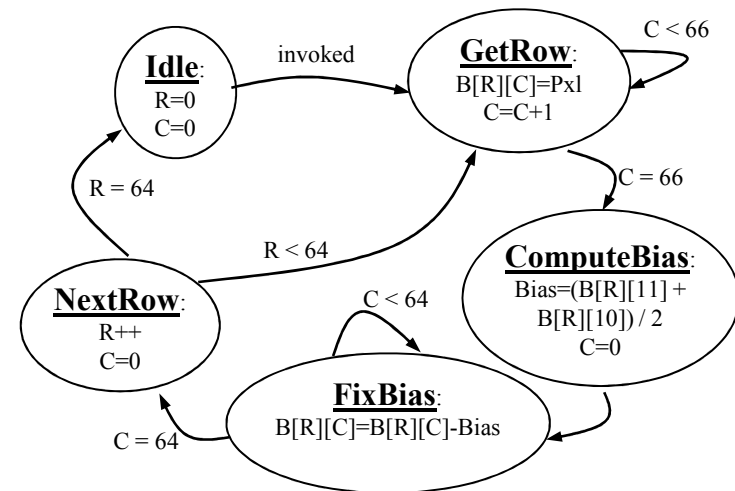 Idle:
R=0
C=0
invoked
GetRow:
B[R][C]=Pxl
C=C+1
C < 66
C = 66
R = 64
R < 64
ComputeBias:
Bias=(B[R][11] +
B[R][10]) / 2
C=0
NextRow:
R++
C=0
C < 64
FixBias:
B[R][C]=B[R][C]-Bias
C = 64